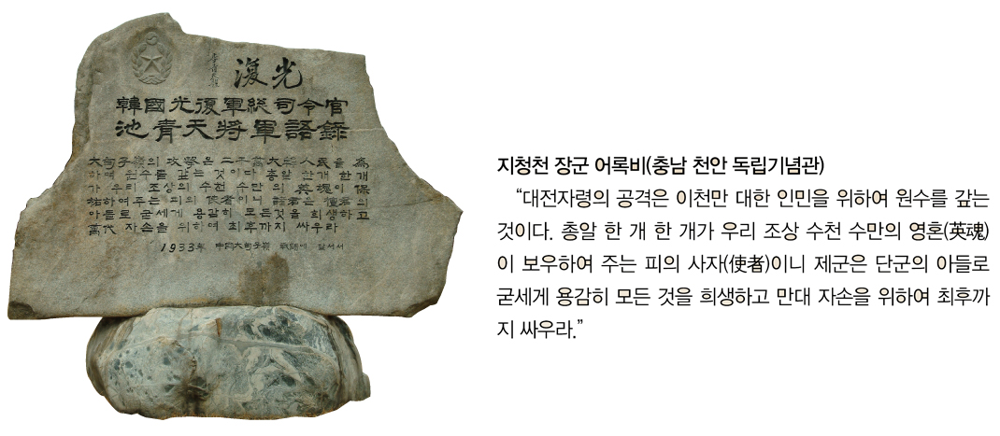 光復
韓國光復軍総司令官
池青天將軍語錄
大甸子嶺의 攻擊은 二千萬 大韓人民을 爲
하여 원수를 갚는 것이다 총알 한개 한개
가 우리 조상의 수천 수만의 英魂이 保
祐하여주는 피의 使者이니 諸君은 檀君의
아들로 굳세게 용감히 모든것을 희생하고
萬代 자손을 위하여 최후까지 싸우라
1933年 中國大甸子嶺 戰鬪에 앞서서
지청천 장군 어록비(충남 천안 독립기념관)
“대전자령의 공격은 이천만 대한 인민을 위하여 원수를 갚는
것이다. 총알 한 개 한 개가 우리 조상 수천 수만의 영혼(英魂)
이 보우하여 주는 피의 사자(使者)이니 제군은 단군의 아들로
굳세게 용감히 모든 것을 희생하고 만대 자손을 위하여 최후까
지 싸우라.”